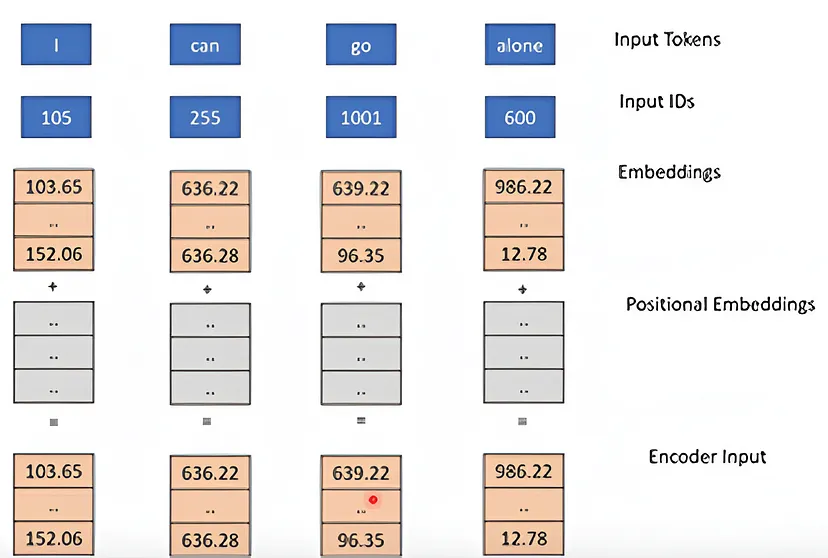 I can go alone Input Tokens
105 255 1001 600 Input IDs
Embeddings
103.65 636.22 639.22 986.22
.. .. .. ..
152.06 636.28 96.35 12.78
+ + + +
Positional Embeddings
.. .. .. ..
.. .. .. ..
.. .. .. ..
= = = =
Encoder Input
103.65 636.22 639.22 986.22
.. .. .. ..
152.06 636.28 96.35 12.78